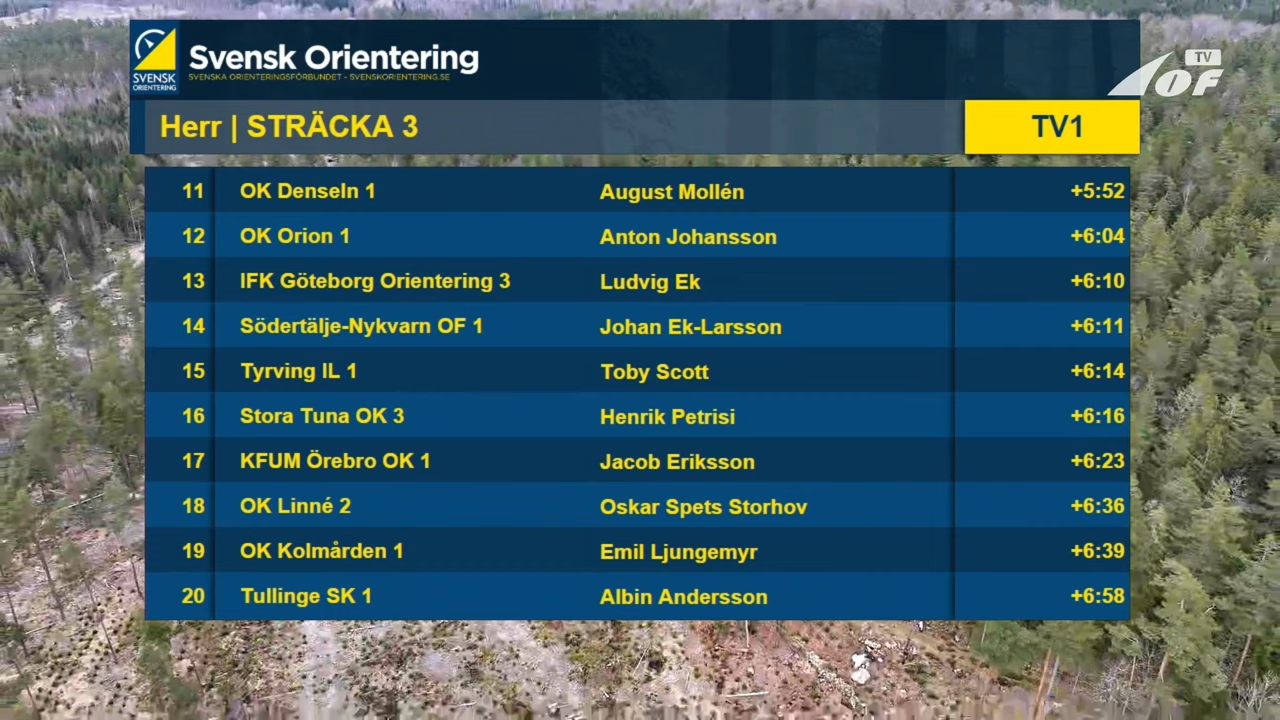 Svensk Orientering
SVENSKA ORIENTERINGSFÖRBUNDET - SVENSKORIENTERING.SE
SVENSK
ORIENTERING
TV
OF
Herr | STRÄCKA 3 TV1
11 OK Denseln 1 August Mollén +5:52
12 OK Orion 1 Anton Johansson +6:04
13 IFK Göteborg Orientering 3 Ludvig Ek +6:10
14 Södertälje-Nykvarn OF 1 Johan Ek-Larsson +6:11
15 Tyrving IL 1 Toby Scott +6:14
16 Stora Tuna OK 3 Henrik Petrisi +6:16
17 KFUM Örebro OK 1 Jacob Eriksson +6:23
18 OK Linné 2 Oskar Spets Storhov +6:36
19 OK Kolmården 1 Emil Ljungemyr +6:39
20 Tullinge SK 1 Albin Andersson +6:58